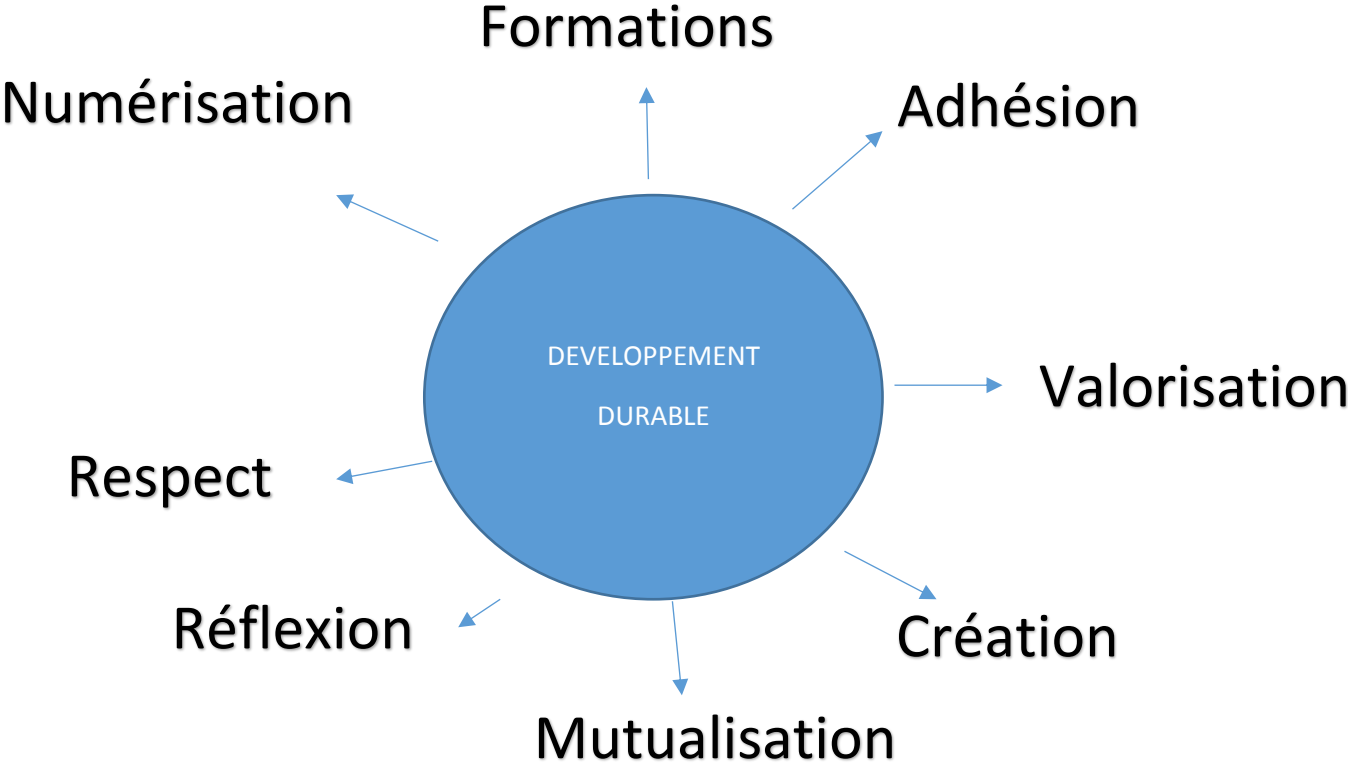 Formations
Numérisation
Adhésion
DEVELOPPEMENT
DURABLE
Valorisation
Respect
Réflexion
Création
Mutualisation